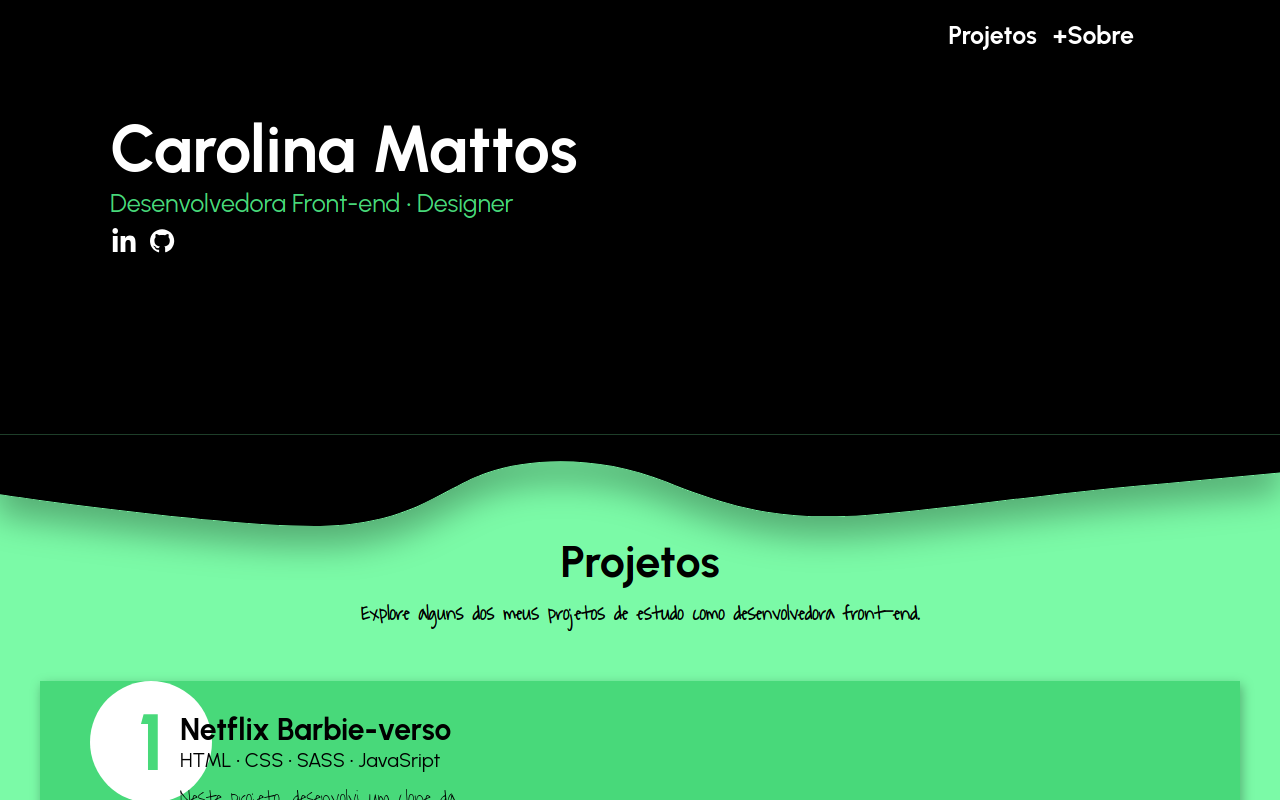 Projetos +Sobre
Carolina Mattos
Desenvolvedora Front-end · Designer
Projetos
Explore alguns dos meus projetos de estudo como desenvolvedora front-end.
1
Netflix Barbie-verso
HTML · CSS · SASS · JavaSript
Neste projeto, desenvolvi um clone da